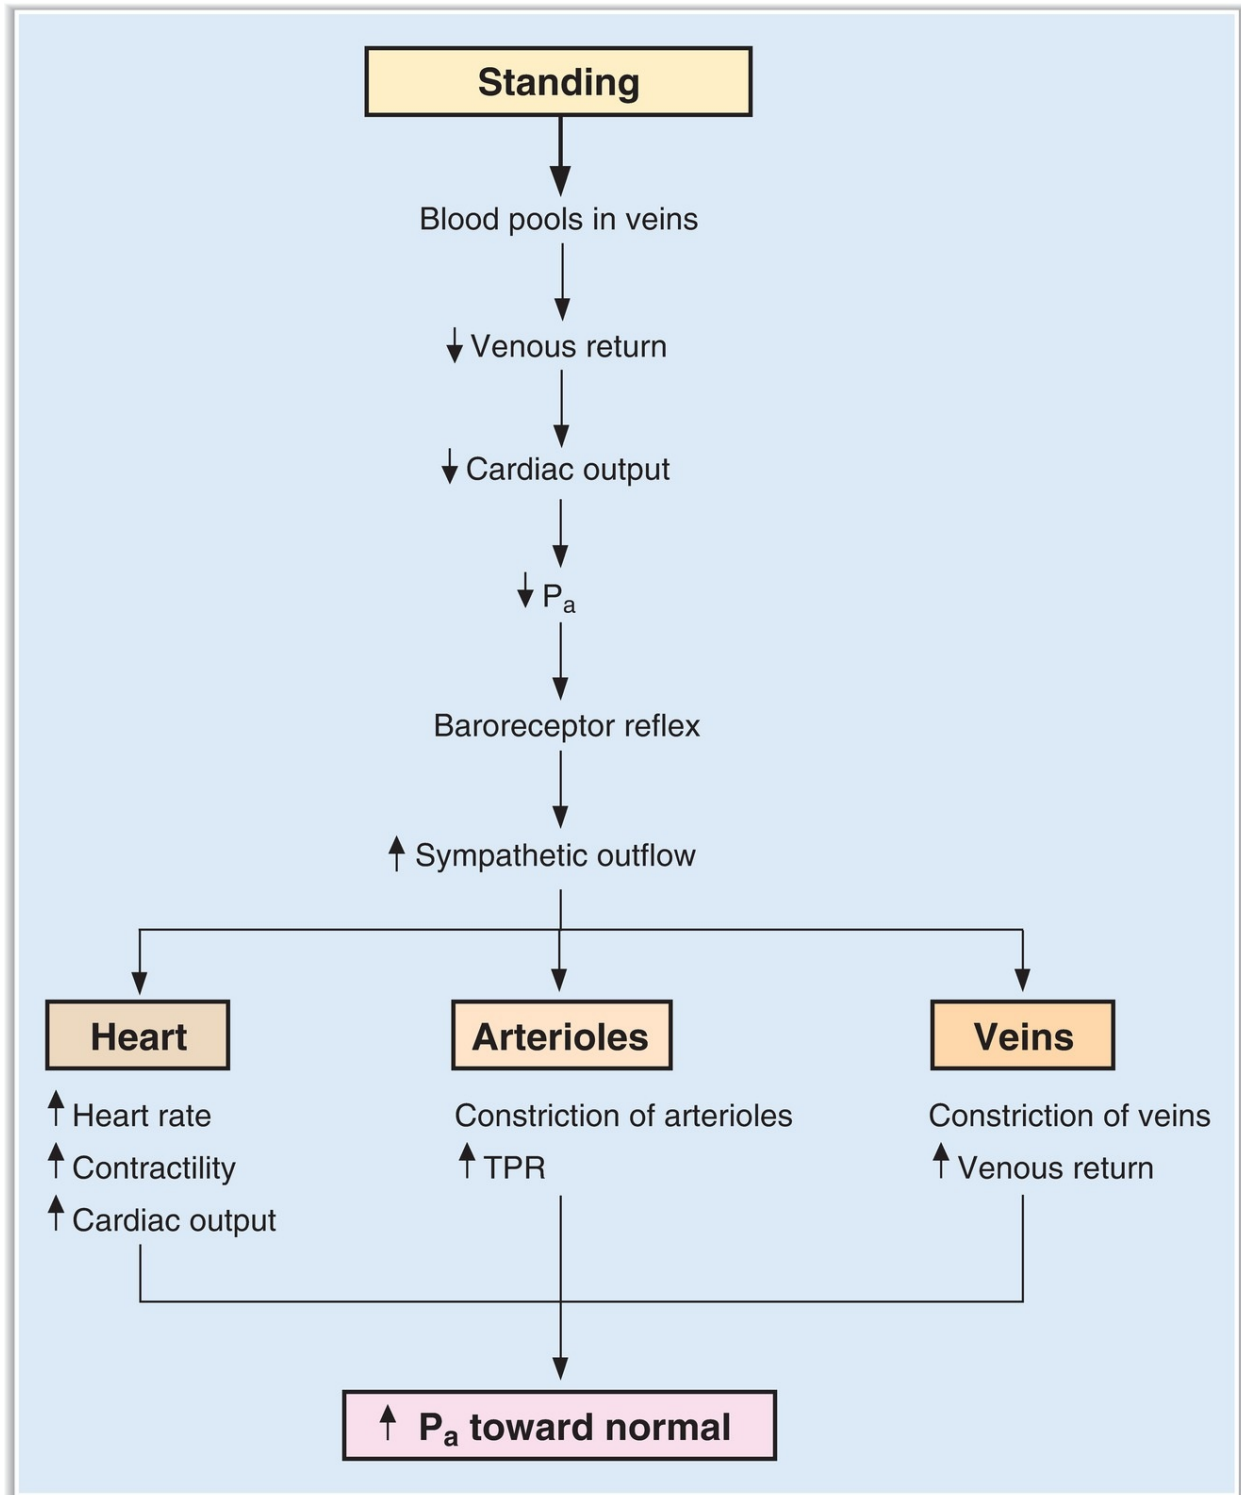 Standing
Blood pools in veins
↓ Venous return
↓ Cardiac output
↓ Pa
Baroreceptor reflex
↑ Sympathetic outflow
Heart
↑ Heart rate
↑ Contractility
↑ Cardiac output
Arterioles
Constriction of arterioles
↑ TPR
Veins
Constriction of veins
↑ Venous return
↑ Pa toward normal